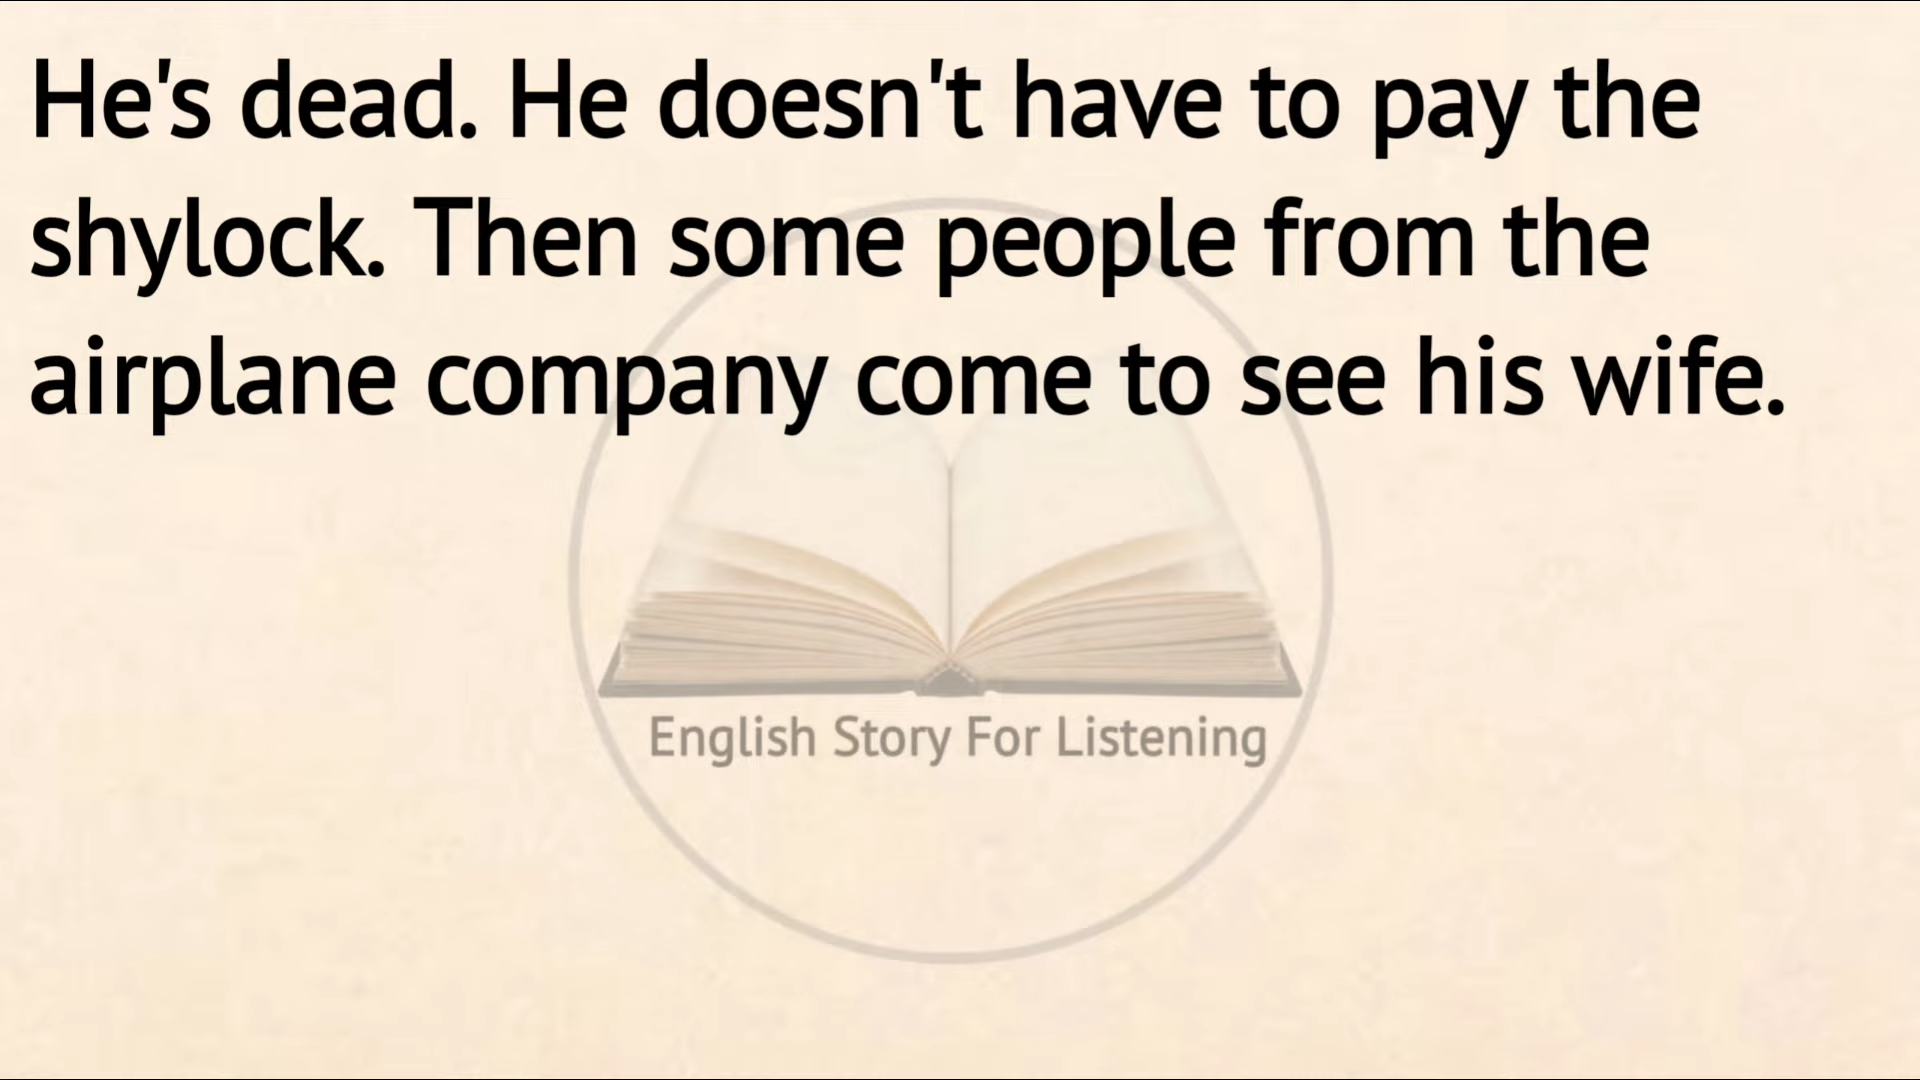 He's dead. He doesn't have to pay the
shylock. Then some people from the
airplane company come to see his wife.
English Story For Listening